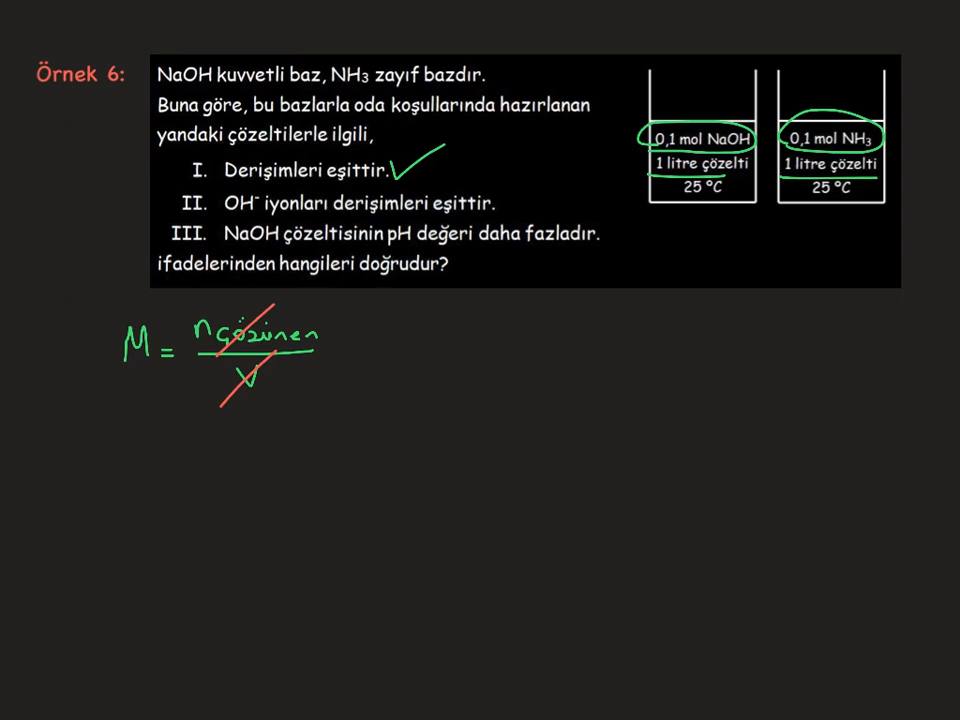 Örnek 6:
NaOH kuvvetli baz, NH₃ zayıf bazdır.
Buna göre, bu bazlarla oda koşullarında hazırlanan
yandaki çözeltilerle ilgili,
I. Derişimleri eşittir.
II. OH⁻ iyonları derişimleri eşittir.
III. NaOH çözeltisinin pH değeri daha fazladır.
ifadelerinden hangileri doğrudur?
0,1 mol NaOH
1 litre çözelti
25 °C
0,1 mol NH₃
1 litre çözelti
25 °C
M = n çözünen
V